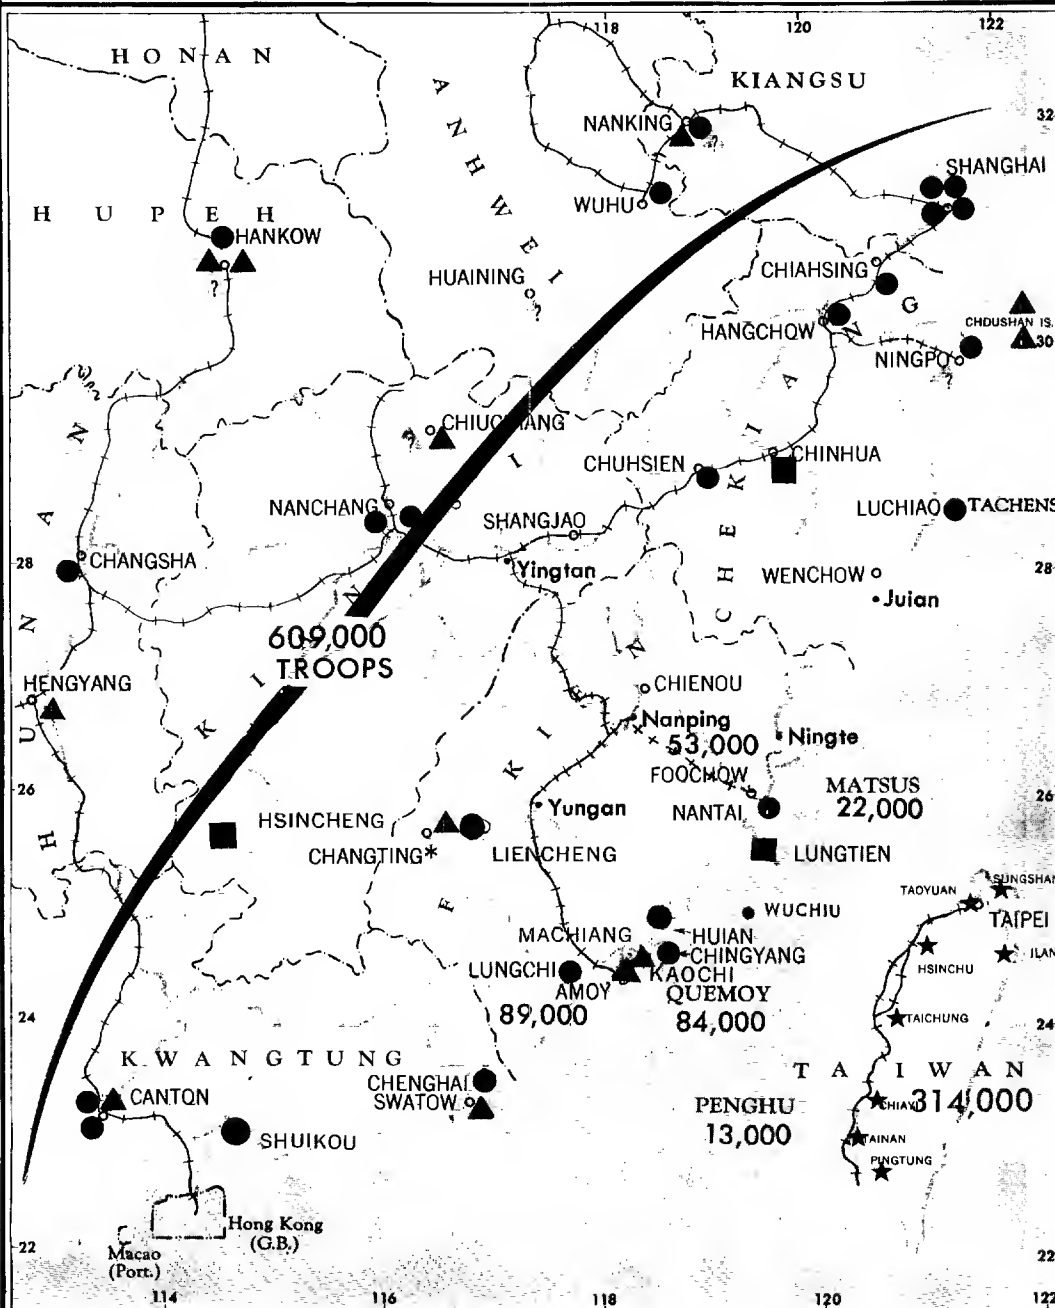 118
120
122
HONAN
ANHWEI
KIANGSU
NANKING
?
32
SHANGHAI
WUHU
HUPEH
HANKOW
?
HUAINING
?
CHIAHSING
HANGCHOW
CHOUSHAN IS.
30
NINGPO
?
CHIUCHIANG
?
CHUHSIEN
CHINHUA
CHEKIANG
NANCHANG
SHANGJAO
LUCHIAO
TACHENS
28
CHANGSHA
Yingtan
WENCHOW
28
Juian
HUNAN
609,000
TROOPS
KIANGSI
HENGYANG
CHIENOU
Nanping
53,000
Ningte
FOOCHOW
26
MATSUS
22,000
26
NANTAI
Yungan
HSINCHENG
CHANGTING*
LIENCHENG
LUNGTIEN
FUKIEN
SUNGSHAN
TAOYUAN
TAIPEI
WUCHIU
HUIAN
MACHIANG
CHINGYANG
HSINCHU
ILAN
LUNGCHI
KAOCHI
AMOY
QUEMOY
89,000
84,000
24
TAICHUNG
24
KWANGTUNG
CHENGHAI
SWATOW
TAIWAN
314,000
CANTON
PENGHU
13,000
CHIAYI
TAINAN
PINGTUNG
SHUIKOU
Hong Kong
(G.B.)
22
Macao
(Port.)
22
114
116
118
120
122